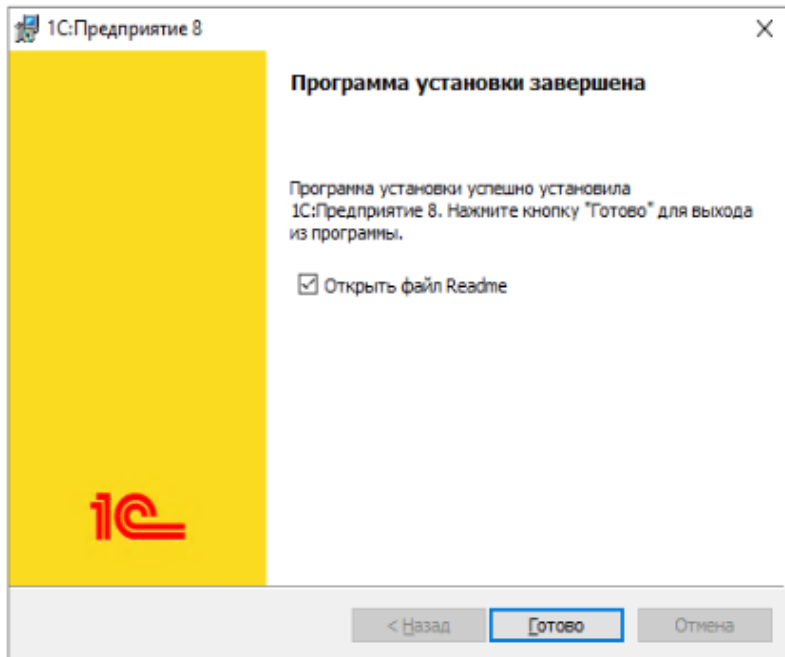 1С:Предприятие 8
Программа установки завершена
Программа установки успешно установила
1С:Предприятие 8. Нажмите кнопку "Готово" для выхода
из программы.
Открыть файл Readme
1С
< Назад
Готово
Отмена